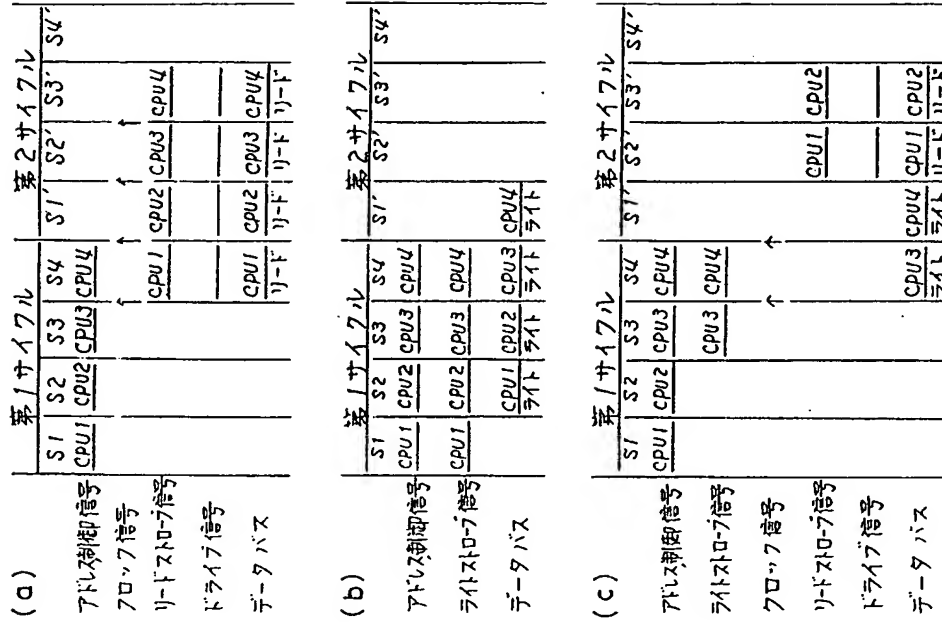 (a)
第1サイクル 第2サイクル
S1 S2 S3 S4 S1' S2' S3' S4'
アドレス制御信号 CPU1 CPU2 CPU3 CPU4
クロック信号
リードストローブ信号 CPU1 CPU2 CPU3 CPU4
ドライブ信号
データバス CPU1 CPU2 CPU3 CPU4
リード リード リード リード
(b)
第1サイクル 第2サイクル
S1 S2 S3 S4 S1' S2' S3' S4'
アドレス制御信号 CPU1 CPU2 CPU3 CPU4
ライトストローブ信号 CPU1 CPU2 CPU3 CPU4
データバス CPU1 CPU2 CPU3 CPU4
ライト ライト ライト ライト
(c)
第1サイクル 第2サイクル
S1 S2 S3 S4 S1' S2' S3' S4'
アドレス制御信号 CPU1 CPU2 CPU3 CPU4
ライトストローブ信号 CPU3 CPU4
クロック信号
リードストローブ信号 CPU1 CPU2
ドライブ信号
データバス CPU3 CPU4 CPU1 CPU2
ライト ライト リード リード